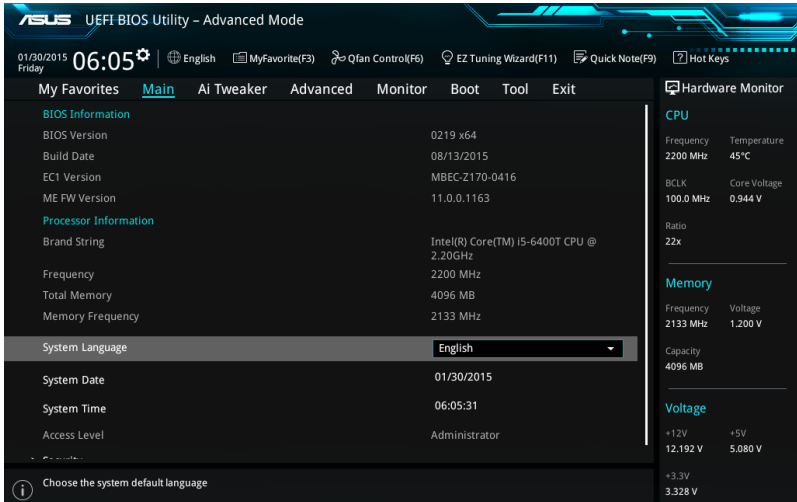 ASUS UEFI BIOS Utility – Advanced Mode
01/30/2015
Friday
06:05
English
MyFavorite(F3)
Qfan Control(F6)
EZ Tuning Wizard(F11)
Quick Note(F9)
? Hot Keys
My Favorites Main Ai Tweaker Advanced Monitor Boot Tool Exit
BIOS Information
BIOS Version 0219 x64
Build Date 08/13/2015
EC1 Version MBEC-Z170-0416
ME FW Version 11.0.0.1163
Processor Information
Brand String Intel(R) Core(TM) i5-6400T CPU @
2.20GHz
Frequency 2200 MHz
Total Memory 4096 MB
Memory Frequency 2133 MHz
System Language English
System Date 01/30/2015
System Time 06:05:31
Access Level Administrator
i Choose the system default language
Hardware Monitor
CPU
Frequency Temperature
2200 MHz 45°C
BCLK Core Voltage
100.0 MHz 0.944 V
Ratio
22x
Memory
Frequency Voltage
2133 MHz 1.200 V
Capacity
4096 MB
Voltage
+12V +5V
12.192 V 5.080 V
+3.3V
3.328 V